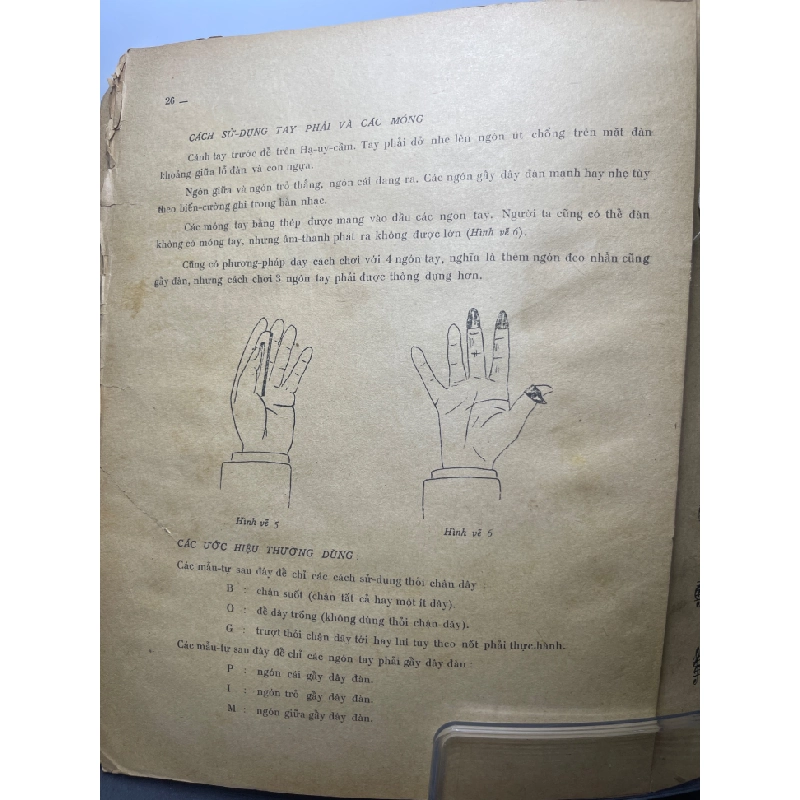 26 —
CÁCH SỬ-DỤNG TAY PHẢI VÀ CÁC MÓNG
Cánh tay trước để trên Hạ-uy-cầm. Tay phải đỡ nhẹ lên ngón út chống trên mặt đàn
khoảng giữa lỗ đàn và con ngựa.
Ngón giữa và ngón trỏ thẳng, ngón cái dang ra. Các ngón gẩy dây đàn mạnh hay nhẹ tùy
theo biến-cường ghi trong bản nhạc.
Các móng tay bằng thép được mang vào đầu các ngón tay. Người ta cũng có thể đàn
không có móng tay, nhưng âm-thanh phát ra không được lớn (Hình vẽ 6).
Cũng có phương-pháp dạy cách chơi với 4 ngón tay, nghĩa là thêm ngón đeo nhẫn cũng
gẩy đàn, nhưng cách chơi 3 ngón tay phải được thông dụng hơn.
Hình vẽ 5
Hình vẽ 5
CÁC ƯỚC HIỆU THƯỜNG DÙNG :
Các mẫu-tự sau đây để chỉ các cách sử-dụng thỏi chặn dây :
B : chặn suốt (chặn tất cả hay một ít dây).
O : để dây trống (không dùng thỏi chặn dây).
G : trượt thỏi chặn dây tới hay lui tùy theo nốt phải thực-hành.
Các mẫu-tự sau đây để chỉ các ngón tay phải gẩy dây đàn :
P : ngón cái gẩy dây đàn.
I : ngón trỏ gẩy dây đàn.
M : ngón giữa gẩy dây đàn.